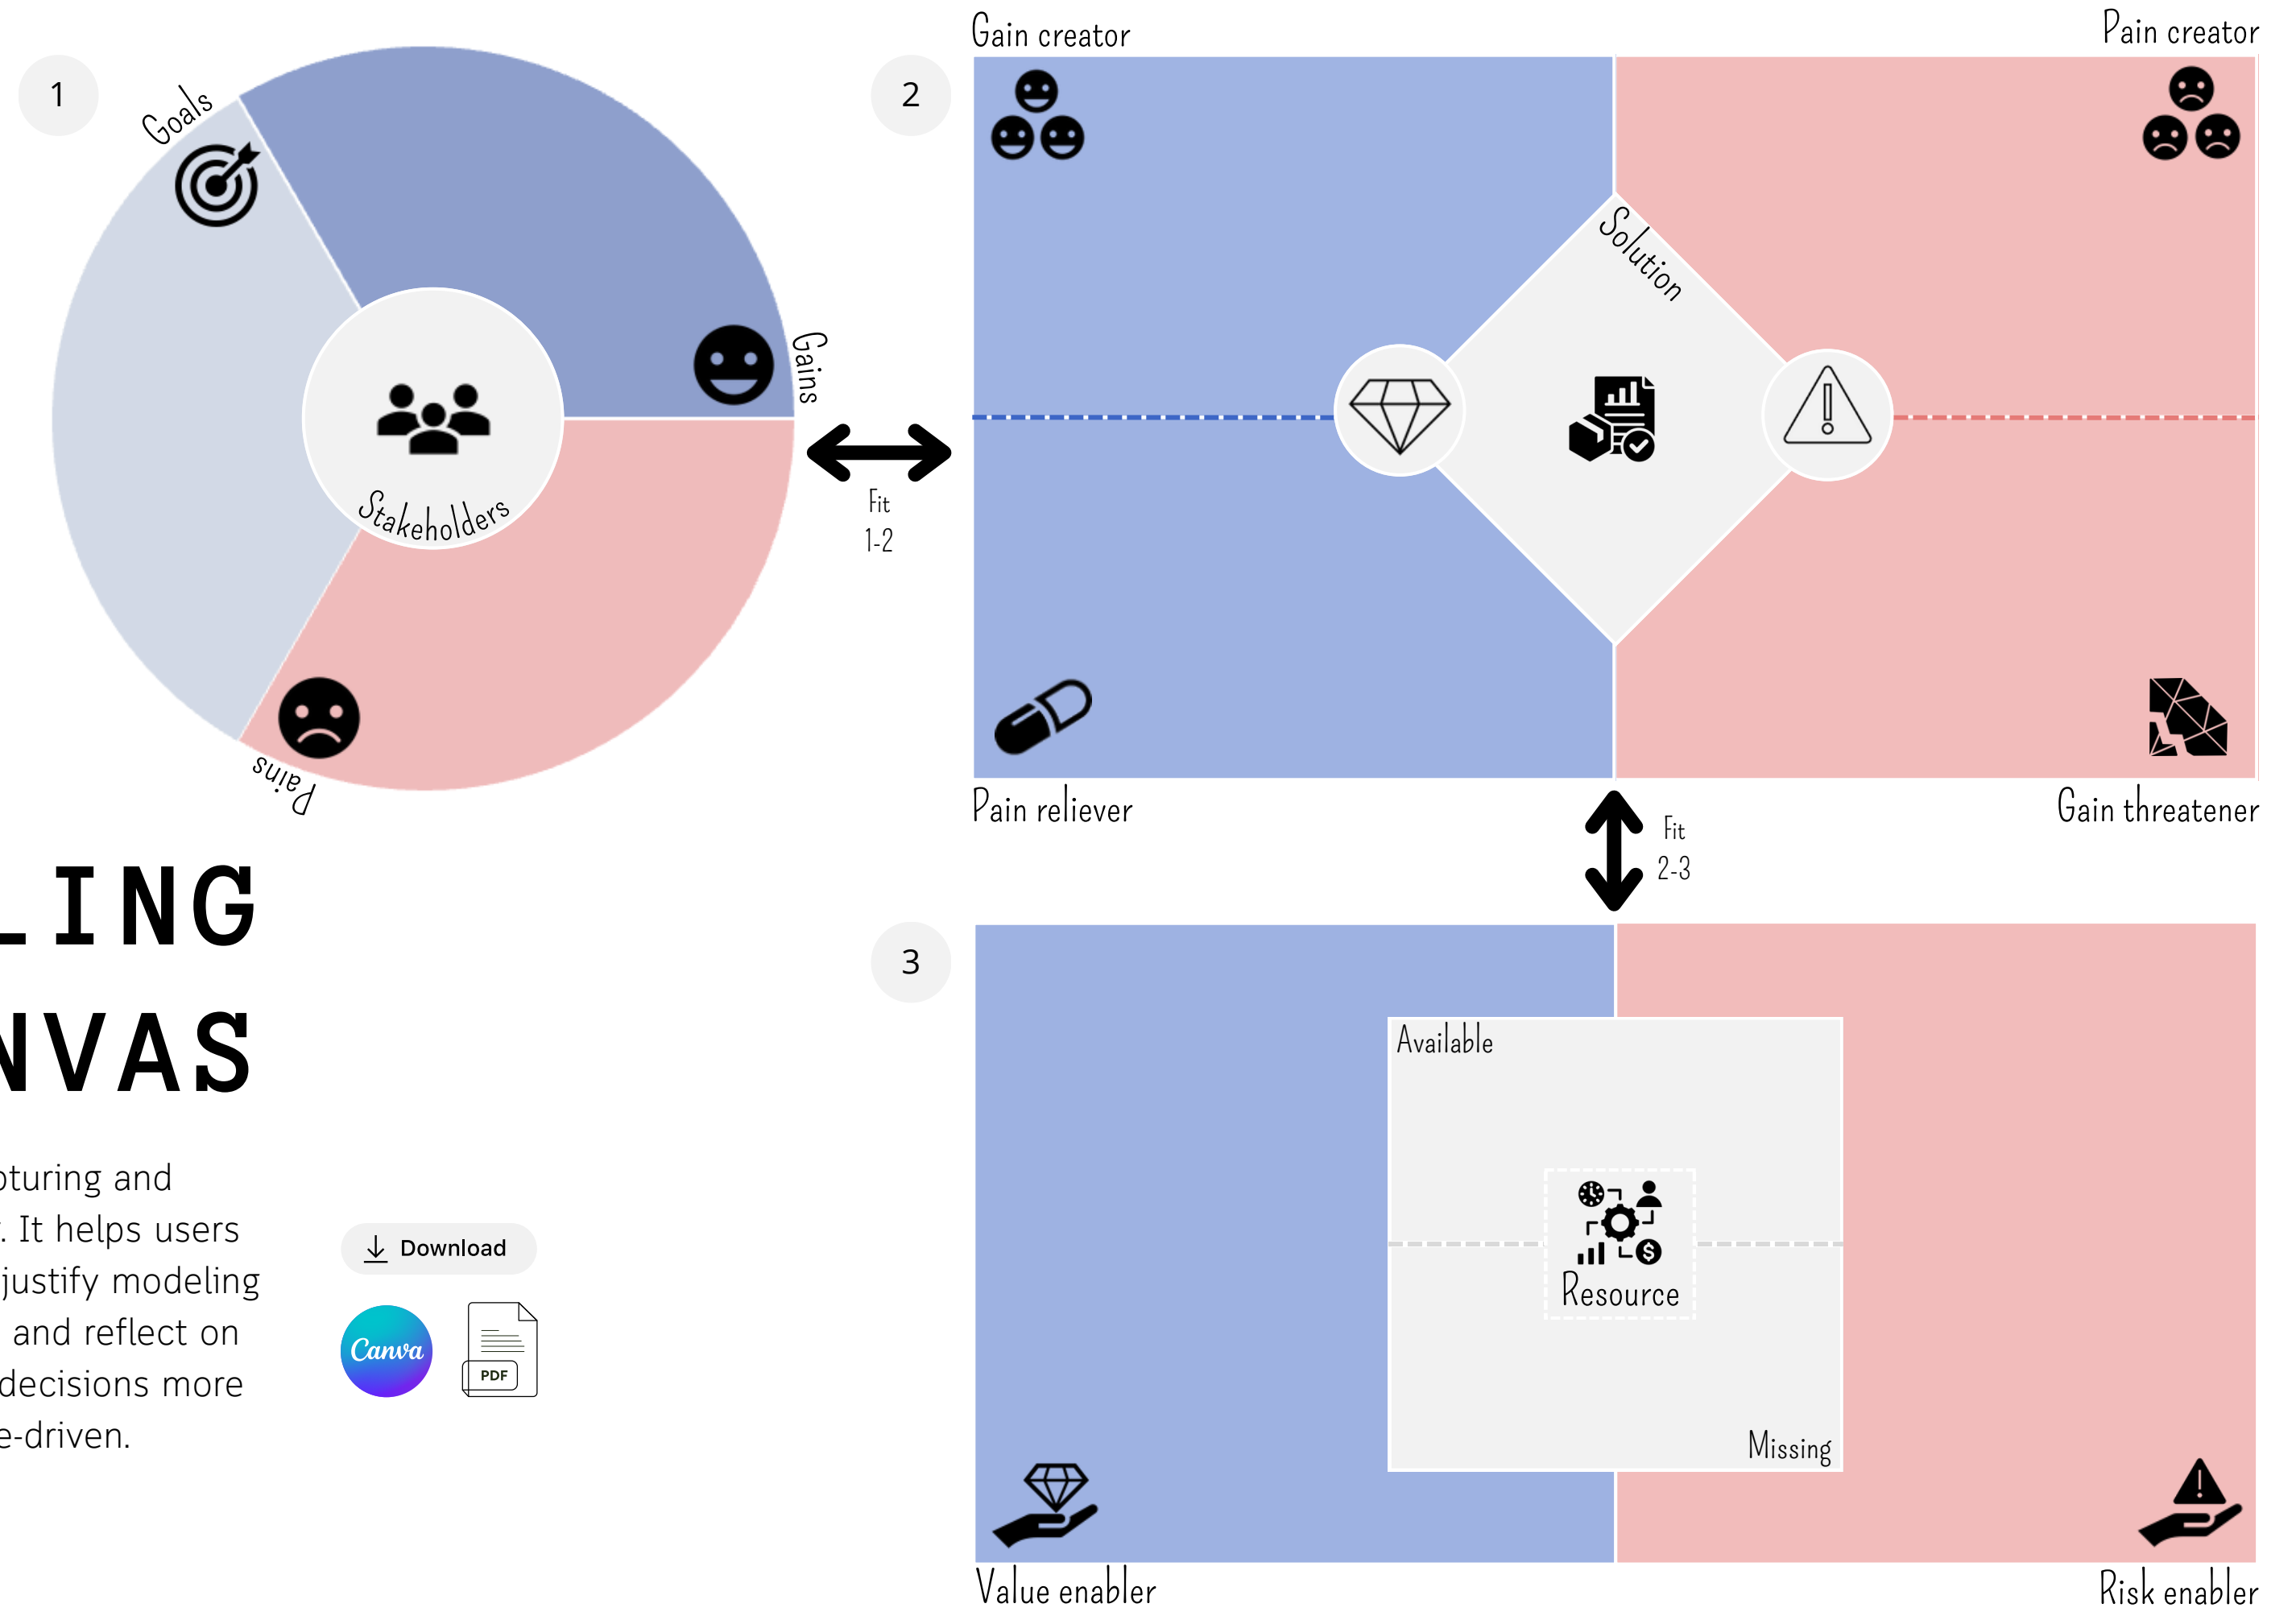 1
Goals
Gains
Stakeholders
Pains
Fit
1-2
2
Gain creator
Pain creator
Solution
Pain reliever
Gain threatener
Fit
2-3
3
Available
Resource
Missing
Value enabler
Risk enabler
LING
NVAS
pturing and
. It helps users
justify modeling
and reflect on
decisions more
e-driven.
Download
Canva
PDF